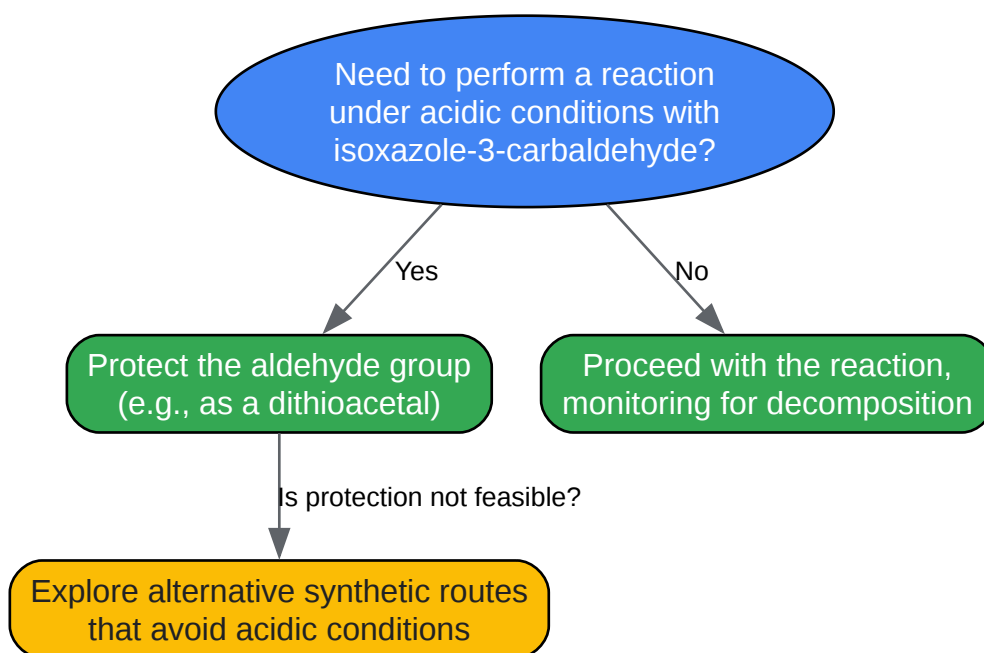 Need to perform a reaction
under acidic conditions with
isoxazole-3-carbaldehyde?
Yes
No
Protect the aldehyde group
(e.g., as a dithioacetal)
Proceed with the reaction,
monitoring for decomposition
Is protection not feasible?
Explore alternative synthetic routes
that avoid acidic conditions